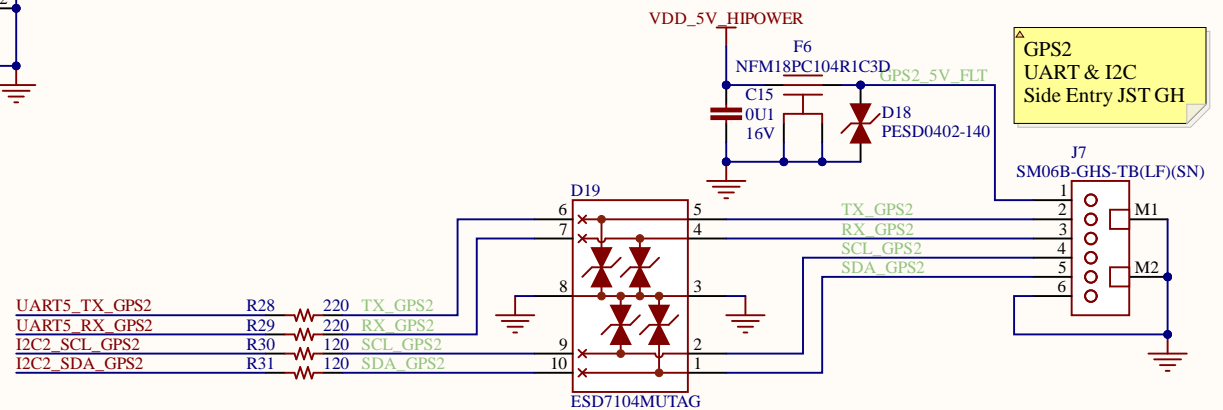 2
VDD_5V_HIPOWER
F6
NFM18PC104R1C3D
GPS2_5V_FLT
C15
0U1
16V
D18
PESD0402-140
GPS2
UART & I2C
Side Entry JST GH
J7
SM06B-GHS-TB(LF)(SN)
D19
6
5
TX_GPS2
1
2
M1
7
4
RX_GPS2
3
SCL_GPS2
4
SDA_GPS2
5
M2
8
3
6
UART5_TX_GPS2
R28
220
TX_GPS2
UART5_RX_GPS2
R29
220
RX_GPS2
I2C2_SCL_GPS2
R30
120
SCL_GPS2
9
2
I2C2_SDA_GPS2
R31
120
SDA_GPS2
10
1
ESD7104MUTAG